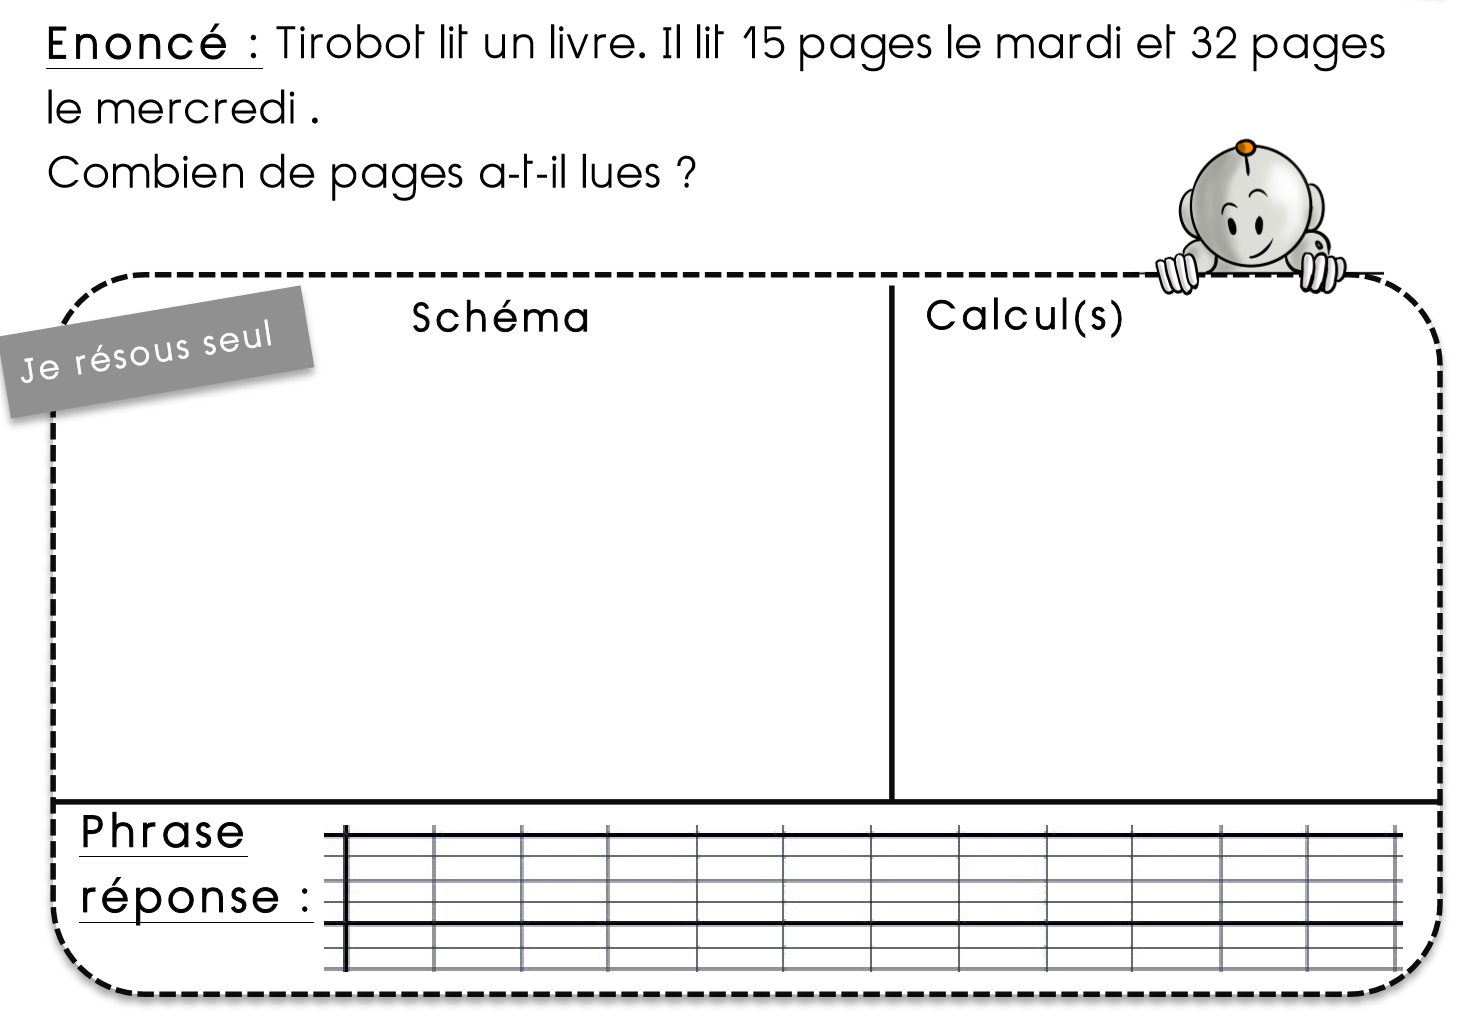 Enoncé : Tirobot lit un livre. Il lit 15 pages le mardi et 32 pages
le mercredi .
Combien de pages a-t-il lues ?
Je résous seul
Schéma
Calcul(s)
Phrase
réponse :